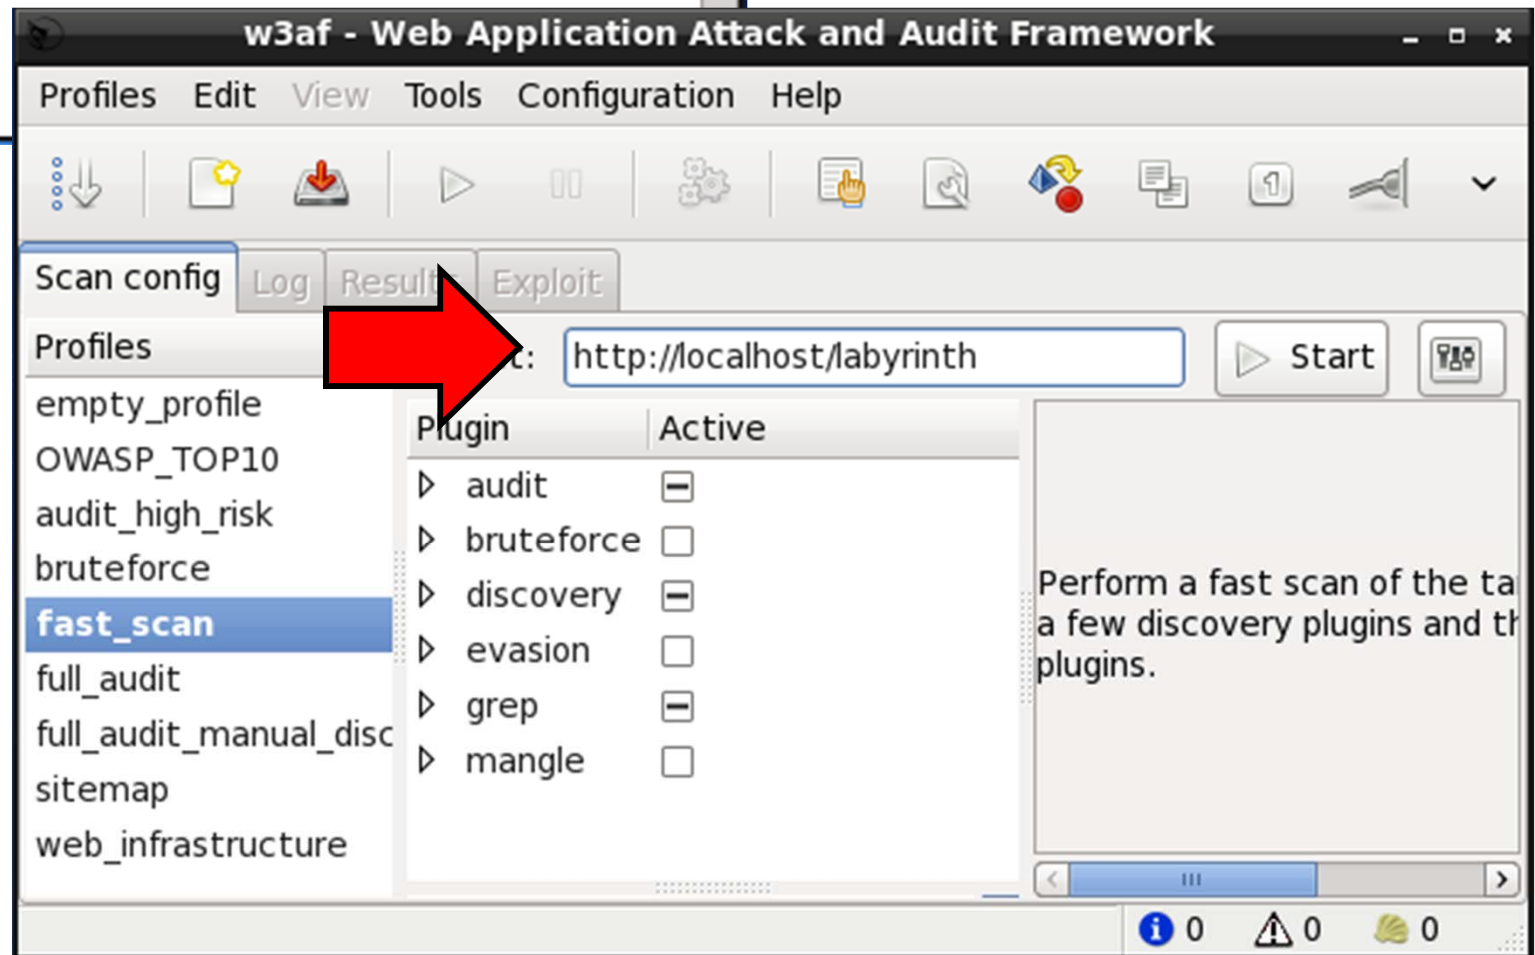 w3af - Web Application Attack and Audit Framework
Profiles Edit View Tools Configuration Help
Scan config Log Results Exploit
Profiles
http://localhost/labyrinth Start
Plugin Active
empty_profile
OWASP_TOP10
audit_high_risk
bruteforce
fast_scan
full_audit
full_audit_manual_disc
sitemap
web_infrastructure
audit
bruteforce
discovery
evasion
grep
mangle
Perform a fast scan of the ta
a few discovery plugins and th
plugins.
0 0 0